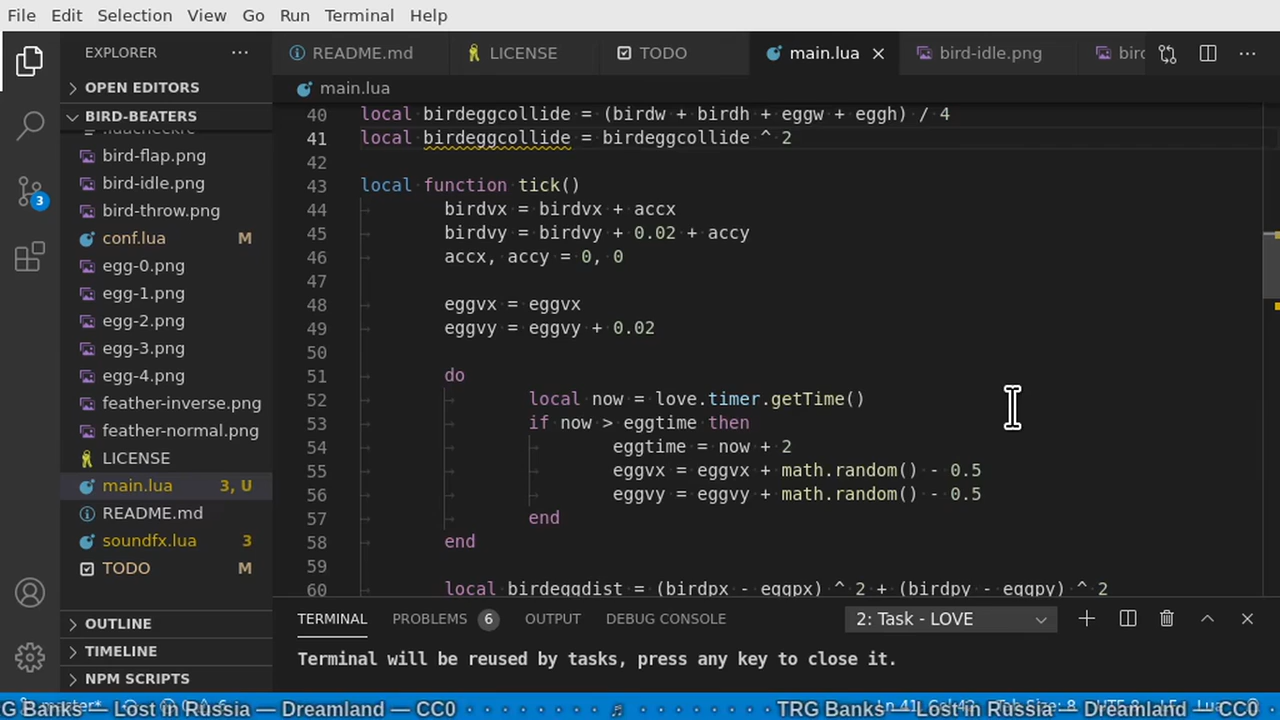 File Edit Selection View Go Run Terminal Help
EXPLORER
OPEN EDITORS
BIRD-BEATERS
bird-flap.png
bird-idle.png
bird-throw.png
conf.lua M
egg-0.png
egg-1.png
egg-2.png
egg-3.png
egg-4.png
feather-inverse.png
feather-normal.png
LICENSE
main.lua 3, U
README.md
soundfx.lua 3
TODO M
OUTLINE
TIMELINE
NPM SCRIPTS
3
README.md LICENSE TODO main.lua bird-idle.png bird
main.lua
40 local birdeggcollide = (birdw + birdh + eggw + eggh) / 4
41 local birdeggcollide = birdeggcollide ^ 2
42
43 local function tick()
44 birdvx = birdvx + accx
45 birdvy = birdvy + 0.02 + accy
46 accx, accy = 0, 0
47
48 eggvx = eggvx
49 eggvy = eggvy + 0.02
50
51 do
52 local now = love.timer.getTime()
53 if now > eggtime then
54 eggtime = now + 2
55 eggvx = eggvx + math.random() - 0.5
56 eggvy = eggvy + math.random() - 0.5
57 end
58 end
59
60 local birdeggdist = (birdpx - eggpx) ^ 2 + (birdpy - eggpy) ^ 2
TERMINAL PROBLEMS 6 OUTPUT DEBUG CONSOLE 2: Task - LOVE
Terminal will be reused by tasks, press any key to close it.
G Banks — Lost in Russia — Dreamland — CC0 TRG Banks — Lost in Russia — Dreamland — CC0